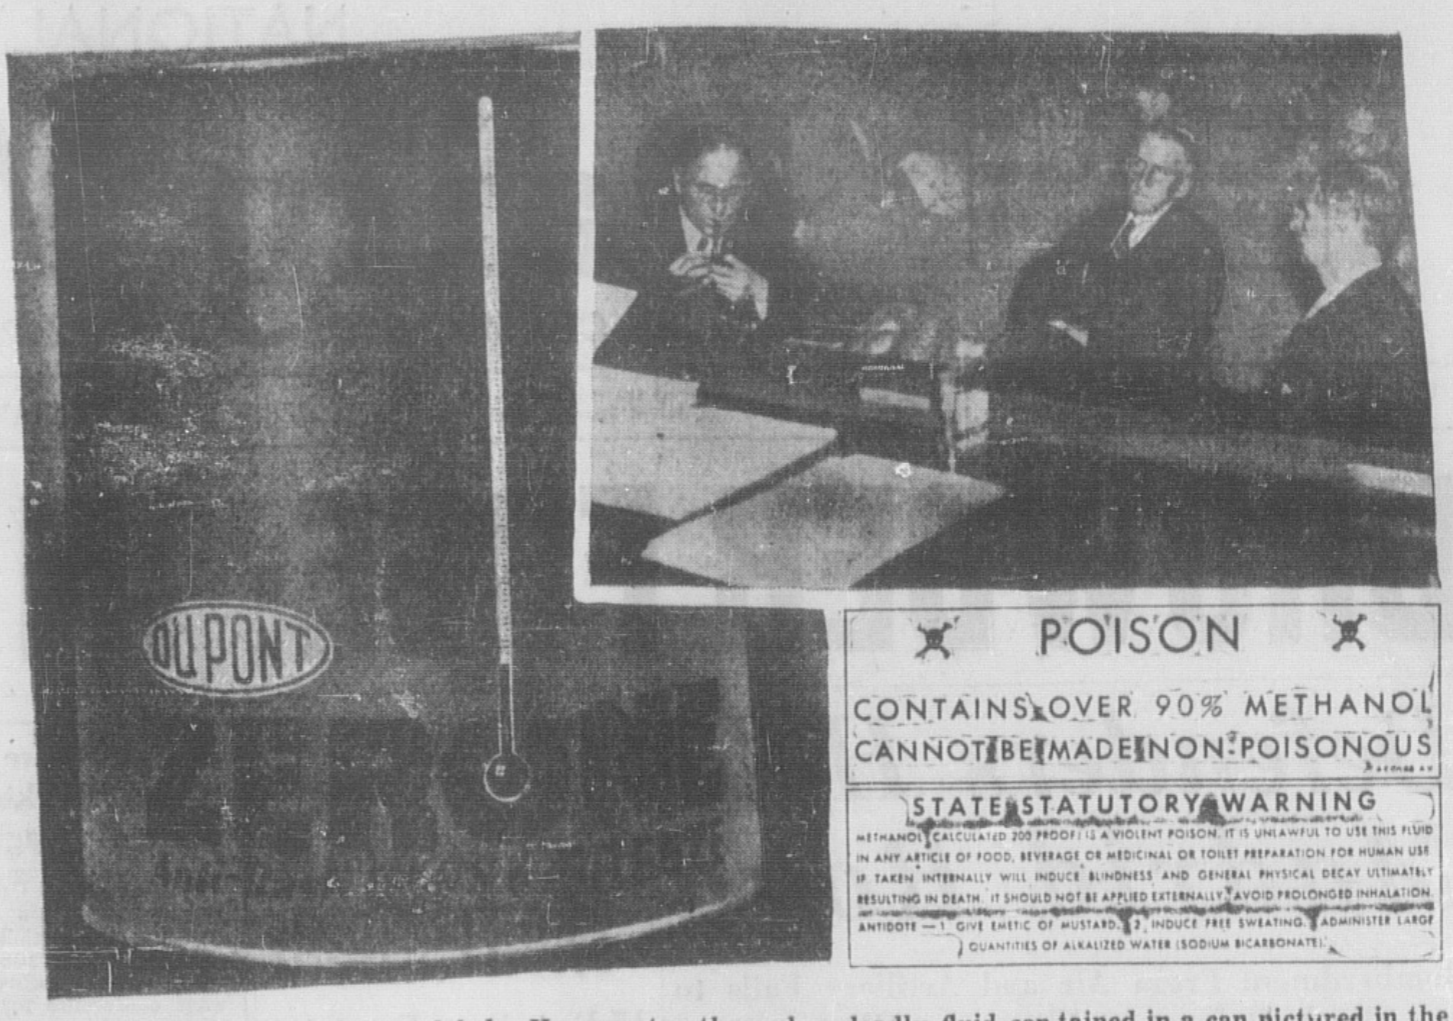 DU PONT
ZERONE
POISON
CONTAINS OVER 90% METHANOL
CANNOT BE MADE NON-POISONOUS
STATE STATUTORY WARNING
METHANOL (CALCULATED 200 PROOF) IS A VIOLENT POISON. IT IS UNLAWFUL TO USE THIS FLUID
IN ANY ARTICLE OF FOOD, BEVERAGE OR MEDICINAL OR TOILET PREPARATION FOR HUMAN USE
IF TAKEN INTERNALLY WILL INDUCE BLINDNESS AND GENERAL PHYSICAL DECAY ULTIMATELY
RESULTING IN DEATH. IT SHOULD NOT BE APPLIED EXTERNALLY. AVOID PROLONGED INHALATION.
ANTIDOTE — 1. GIVE EMETIC OF MUSTARD. 2. INDUCE FREE SWEATING. ADMINISTER LARGE
QUANTITIES OF ALKALIZED WATER (SODIUM BICARBONATE).
fluid contained in a can pictured in the